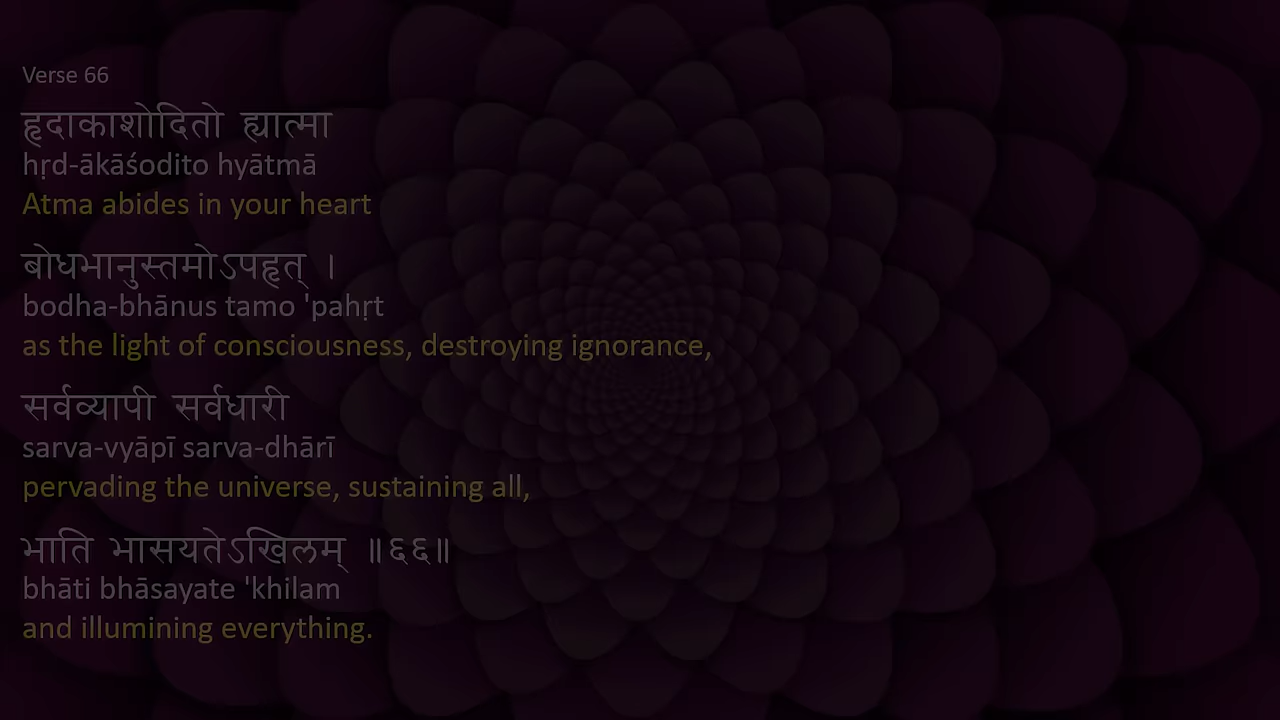 Verse 66
हृदाकाशोदितो ह्यात्मा
hṛd-ākāśodito hyātmā
Atma abides in your heart
बोधभानुस्तमोऽपहृत् ।
bodha-bhānus tamo 'pahṛt
as the light of consciousness, destroying ignorance,
सर्वव्यापी सर्वधारी
sarva-vyāpī sarva-dhārī
pervading the universe, sustaining all,
भाति भासयतेऽखिलम् ॥६६॥
bhāti bhāsayate 'khilam
and illumining everything.